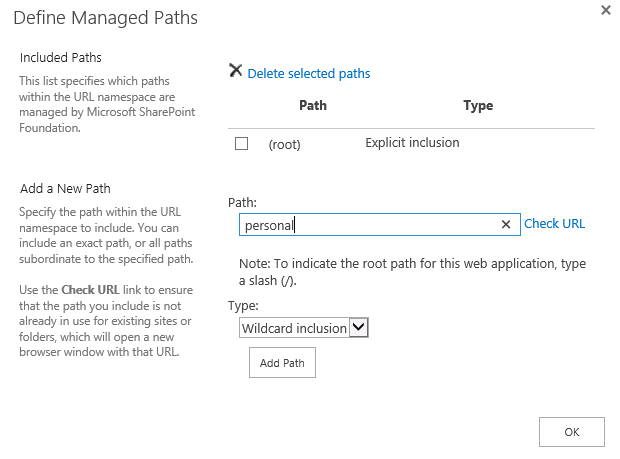 Define Managed Paths
Included Paths
This list specifies which paths
within the URL namespace are
managed by Microsoft SharePoint
Foundation.
Delete selected paths
Path Type
(root) Explicit inclusion
Add a New Path
Specify the path within the URL
namespace to include. You can
include an exact path, or all paths
subordinate to the specified path.
Use the Check URL link to ensure
that the path you include is not
already in use for existing sites or
folders, which will open a new
browser window with that URL.
Path:
personal
Check URL
Note: To indicate the root path for this web application, type
a slash (/).
Type:
Wildcard inclusion
Add Path
OK